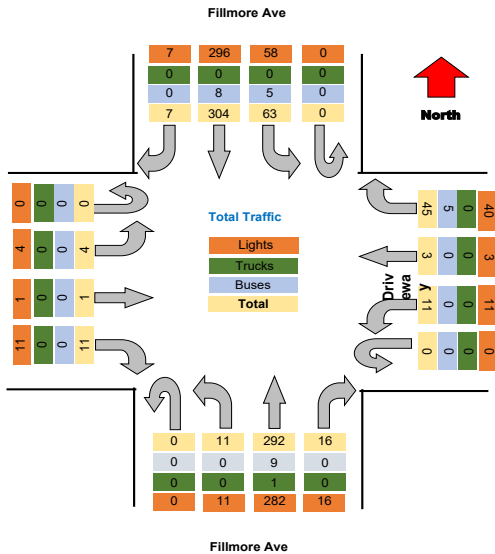 Fillmore Ave
7 296 58 0
0 0 0 0
0 8 5 0
7 304 63 0
North
0 0 0 0
4 0 0 4
1 0 0 1
11 0 0 11
Total Traffic
Lights
Trucks
Buses
Total
45 5 0 40
3 0 0 3
Driveway
11 0 0 11
0 0 0 0
0 11 292 16
0 0 9 0
0 0 1 0
0 11 282 16
Fillmore Ave